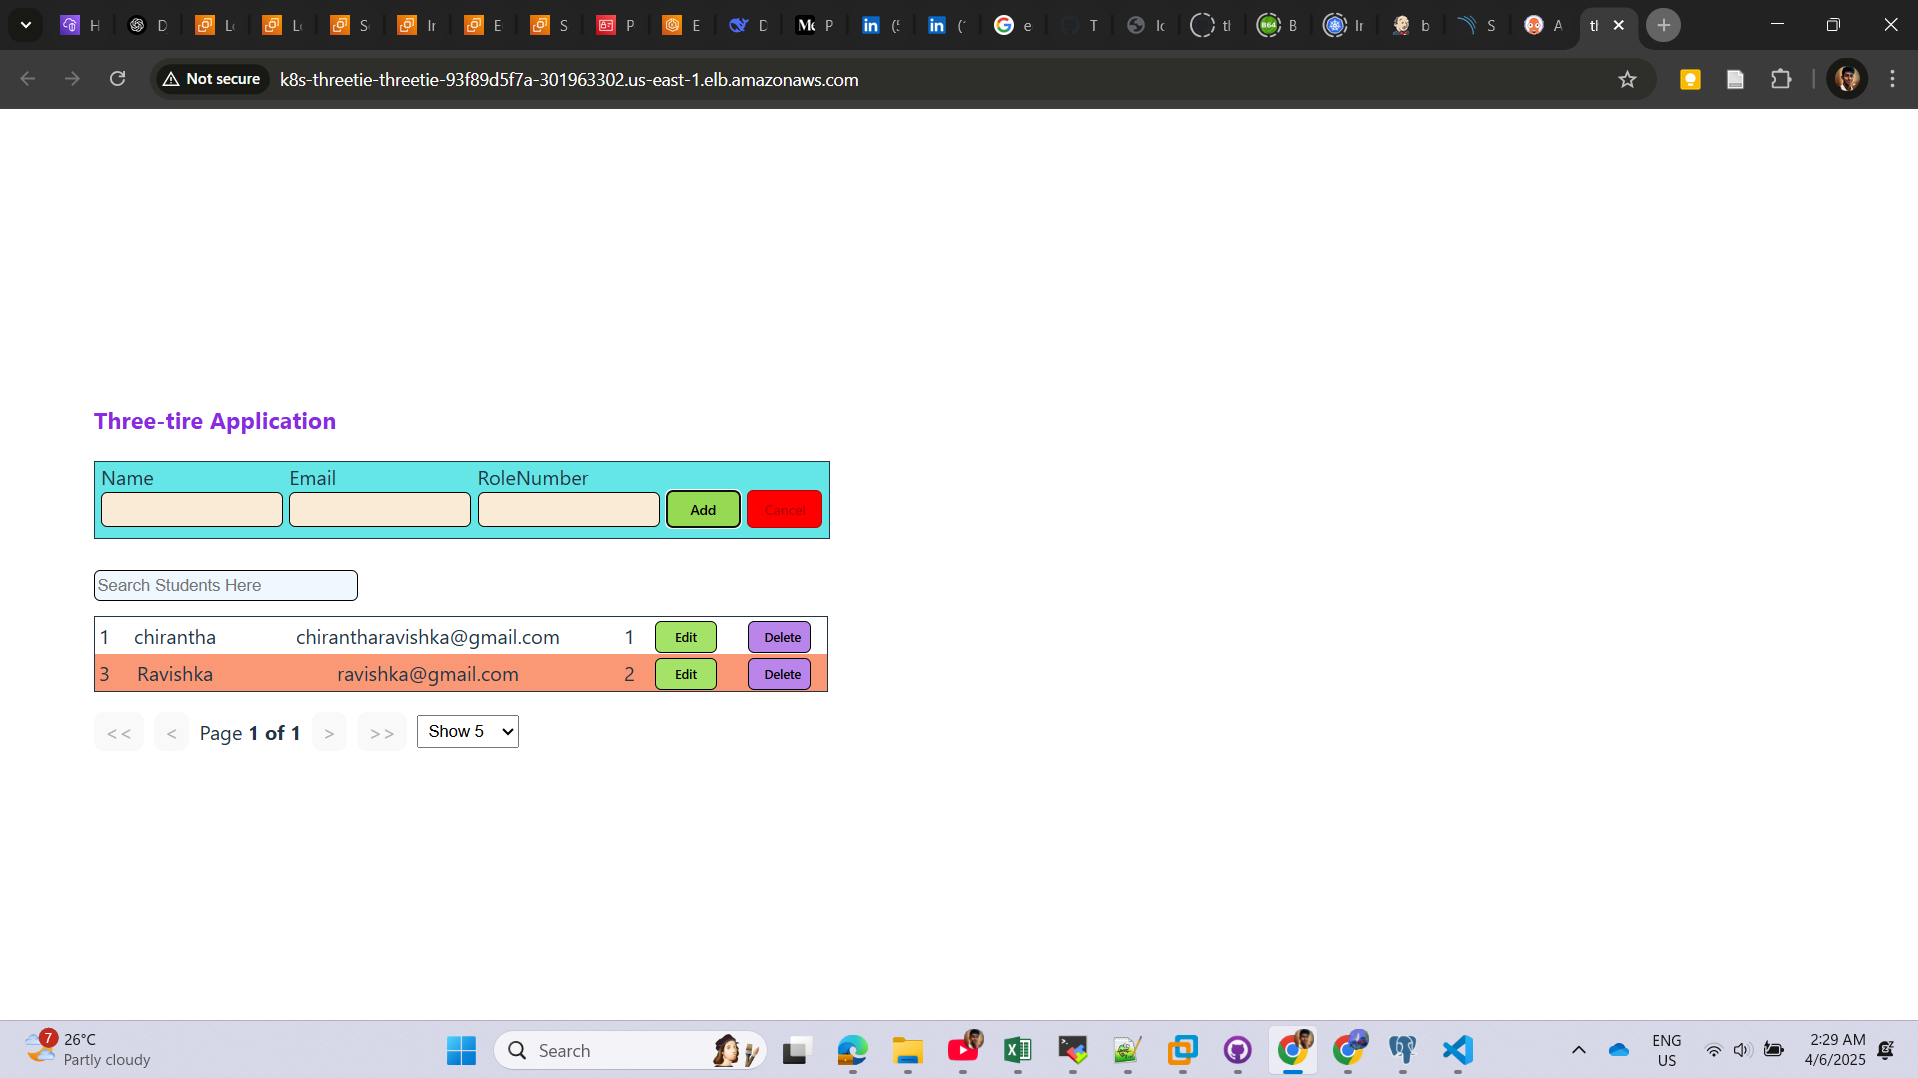 H D L L S Ir E S P E D P (5 (1 e T Ic tl B Ir b S A tl
Not secure k8s-threetie-threetie-93f89d5f7a-301963302.us-east-1.elb.amazonaws.com
Three-tire Application
Name Email RoleNumber
Add Cancel
Search Students Here
1 chirantha chirantharavishka@gmail.com 1 Edit Delete
3 Ravishka ravishka@gmail.com 2 Edit Delete
<< < Page 1 of 1 > >> Show 5
7 26°C
Partly cloudy
Search
ENG
US
2:29 AM
4/6/2025